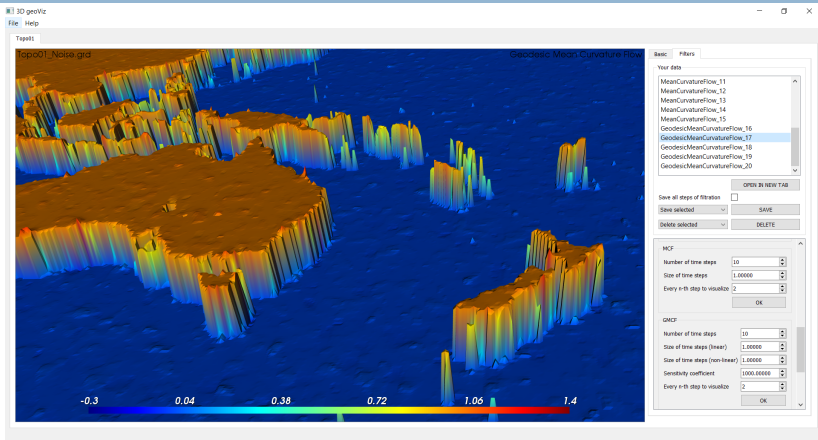 3D geoViz
File Help
Topo01
Topo01_Noise.grd
Geodesic Mean Curvature Flow
-0.3 0.04 0.38 0.72 1.06 1.4
Basic Filters
Your data
MeanCurvatureFlow_11
MeanCurvatureFlow_12
MeanCurvatureFlow_13
MeanCurvatureFlow_14
MeanCurvatureFlow_15
GeodesicMeanCurvatureFlow_16
GeodesicMeanCurvatureFlow_17
GeodesicMeanCurvatureFlow_18
GeodesicMeanCurvatureFlow_19
GeodesicMeanCurvatureFlow_20
OPEN IN NEW TAB
Save all steps of filtration
Save selected SAVE
Delete selected DELETE
MCF
Number of time steps 10
Size of time steps 1.00000
Every n-th step to visualize 2
OK
GMCF
Number of time steps 10
Size of time steps (linear) 1.00000
Size of time steps (non-linear) 1.00000
Sensitivity coefficient 1000.00000
Every n-th step to visualize 2
OK